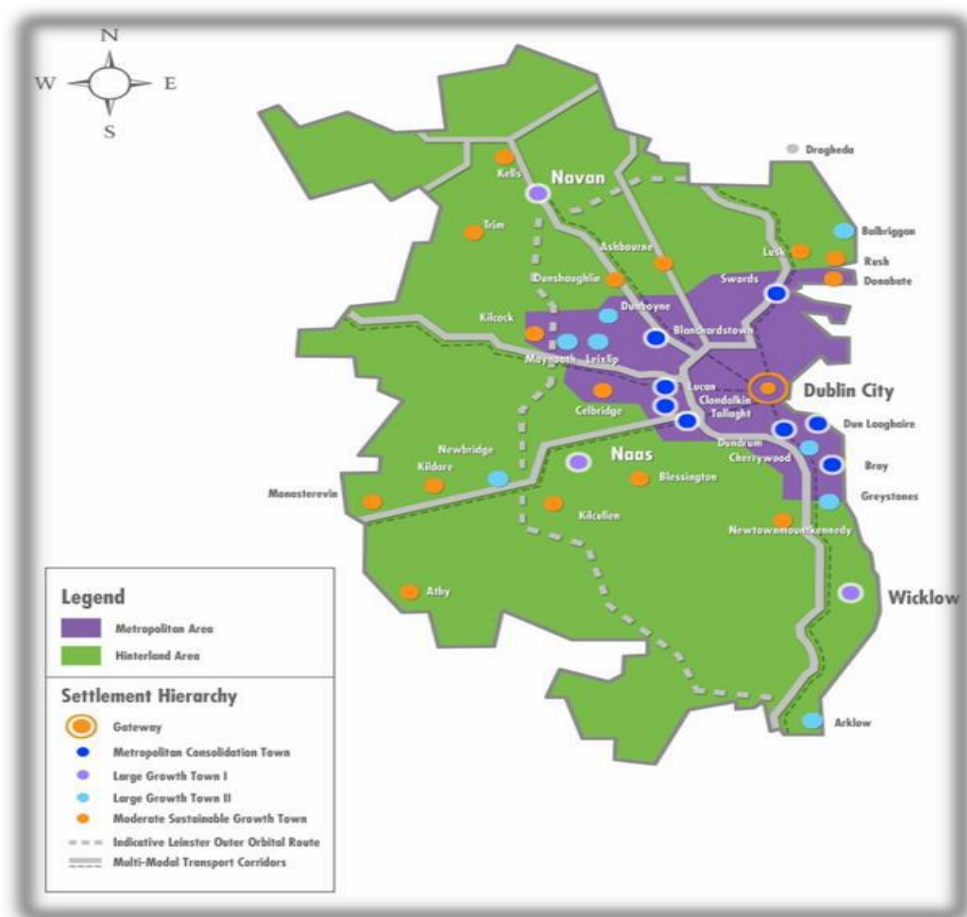 N
W E
S
Drogheda
Kells
Navan
Trim
Balbriggan
Ashbourne
Lusk
Rush
Dunshaughlin
Swords
Donabate
Dunboyne
Kilcock
Blanchardstown
Maynooth Leixlip
Lucan
Dublin City
Clondalkin
Celbridge
Tallaght
Dun Laoghaire
Dundrum
Newbridge
Naas
Cherrywood
Bray
Kildare
Blessington
Monasterevin
Greystones
Kilcullen
Newtownmountkennedy
Athy
Wicklow
Arklow
Legend
Metropolitan Area
Hinterland Area
Settlement Hierarchy
Gateway
Metropolitan Consolidation Town
Large Growth Town I
Large Growth Town II
Moderate Sustainable Growth Town
Indicative Leinster Outer Orbital Route
Multi-Modal Transport Corridors